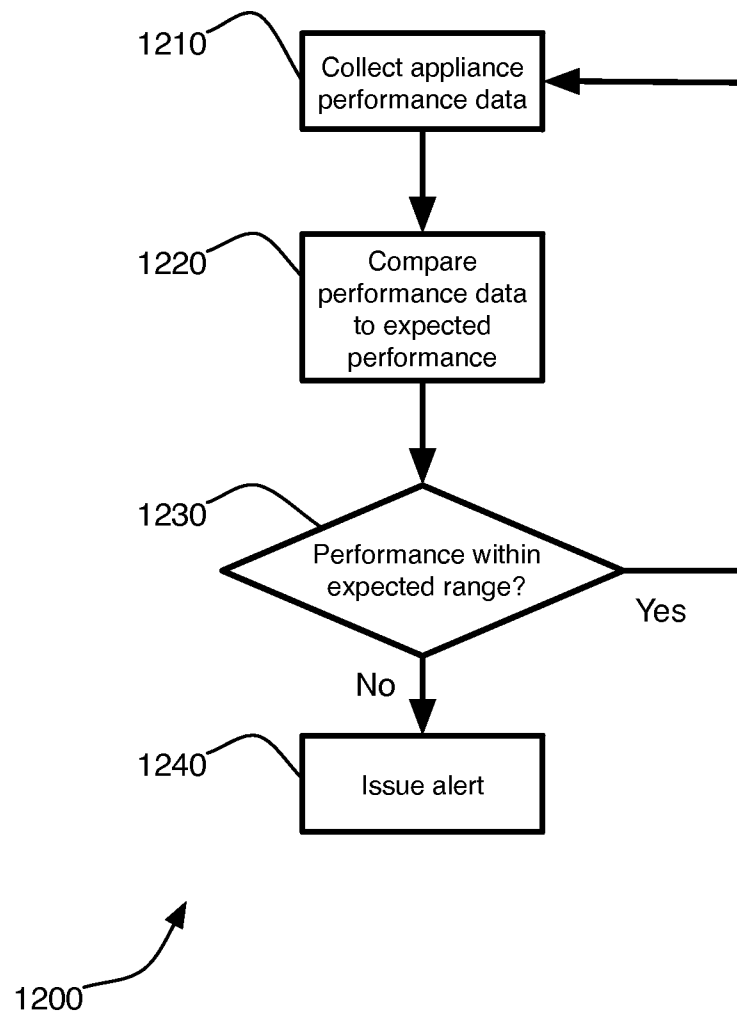 1210
Collect appliance
performance data
1220
Compare
performance data
to expected
performance
1230
Performance within
expected range?
Yes
No
1240
Issue alert
1200